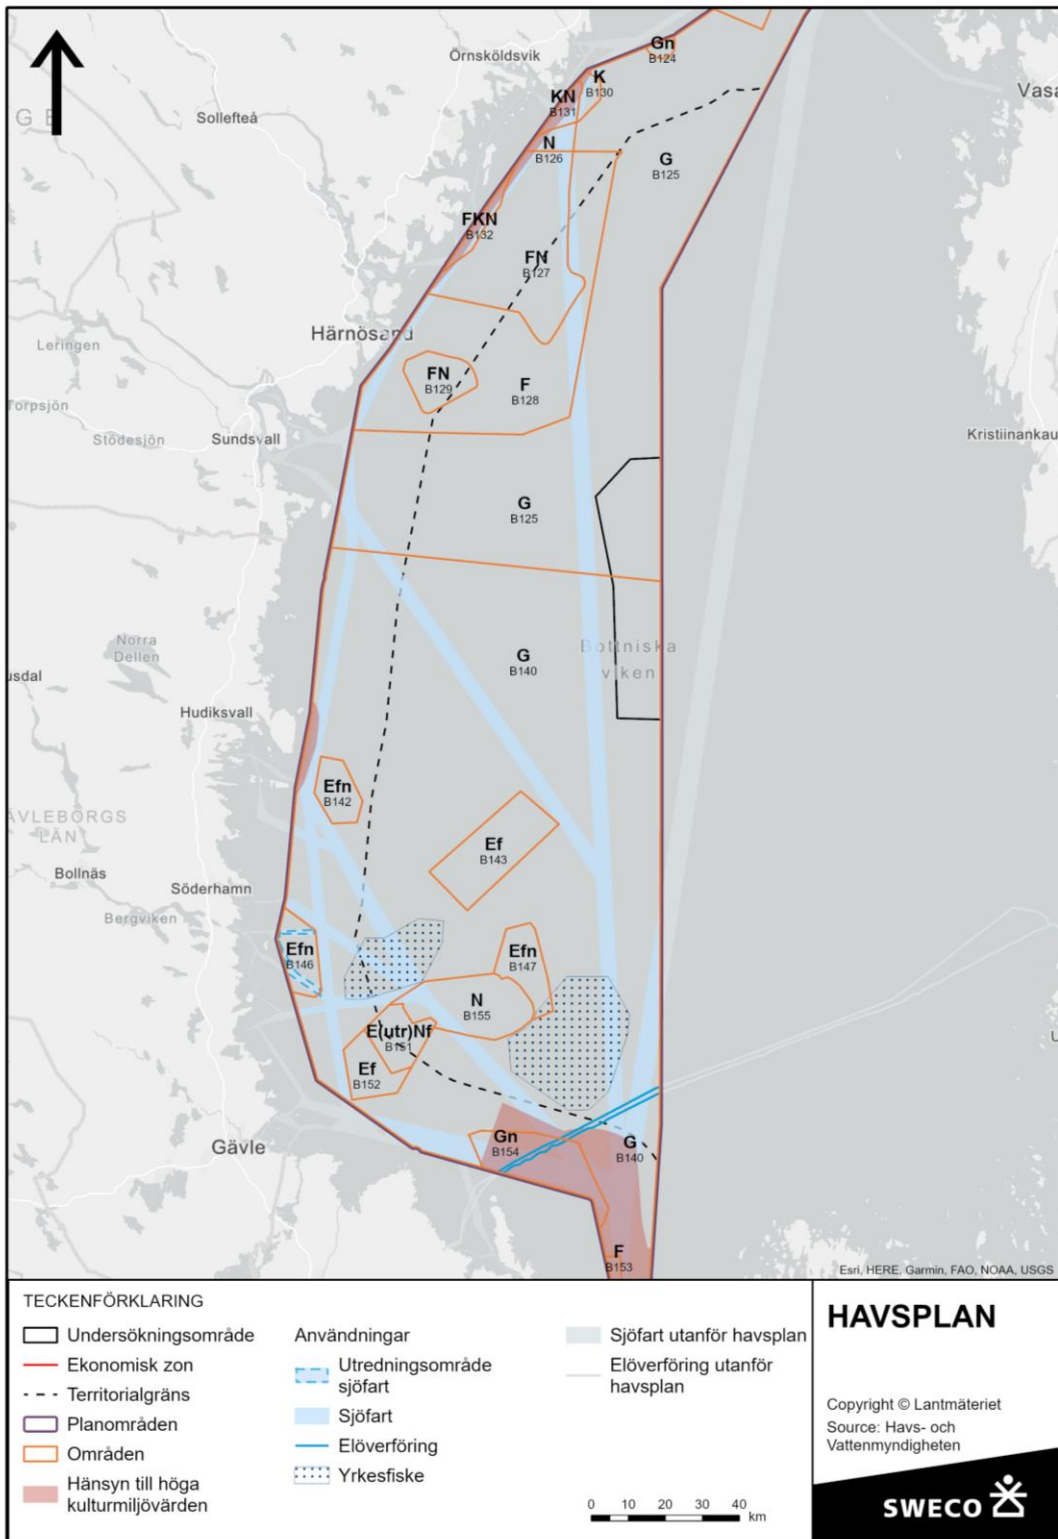 Örnsköldsvik
Gn
B124
K
B130
Vasa
KN
B131
G E
Sollefteå
N
B126
G
B125
FKN
B132
FN
B127
Härnösand
Leringen
FN
B129
F
B128
Torpsjön
Stödesjön
Sundsvall
Kristiinankau
G
B125
Norra
Dellen
Bottniska
viken
G
B140
usdal
Hudiksvall
Efn
B142
ÄVLEBORGS
LÄN
Ef
B143
Bollnäs
Söderhamn
Bergviken
Efn
B146
Efn
B147
N
B155
E(utr)Nf
B151
Ef
B152
Gävle
Gn
B154
G
B140
F
B153
Esri, HERE, Garmin, FAO, NOAA, USGS
TECKENFÖRKLARING
Undersökningsområde
Ekonomisk zon
Territorialgräns
Planområden
Områden
Hänsyn till höga
kulturmiljövärden
Användningar
Utredningsområde
sjöfart
Sjöfart
Elöverföring
Yrkesfiske
Sjöfart utanför havsplan
Elöverföring utanför
havsplan
0 10 20 30 40
km
HAVSPLAN
Copyright © Lantmäteriet
Source: Havs- och
Vattenmyndigheten
SWECO